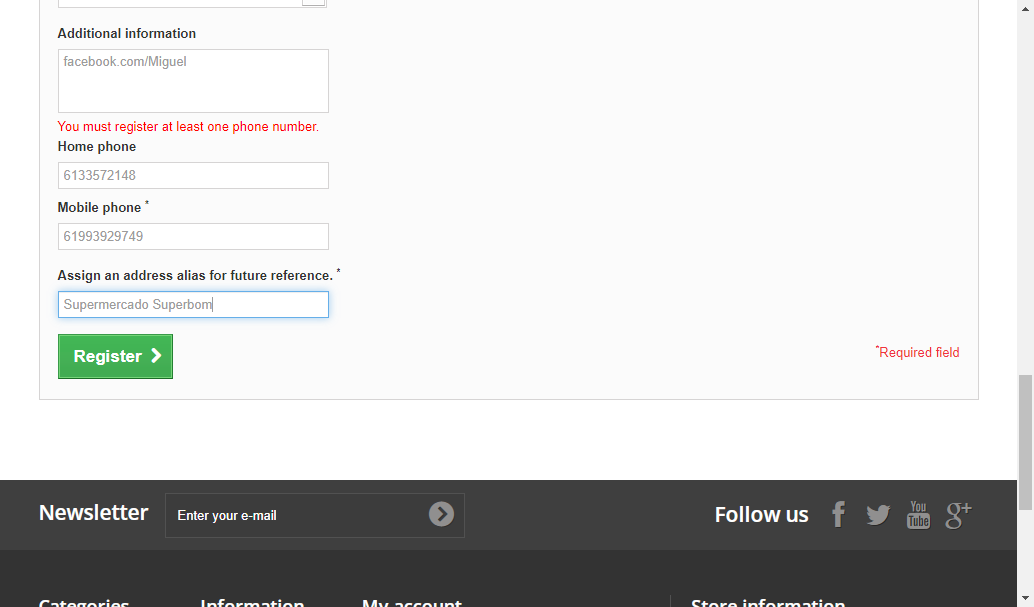 Additional information
facebook.com/Miguel
You must register at least one phone number.
Home phone
6133572148
Mobile phone *
61993929749
Assign an address alias for future reference. *
Supermercado Superbom
Register
*Required field
Newsletter
Enter your e-mail
Follow us
f
You
Tube
g+
Categories
Information
My account
Store information